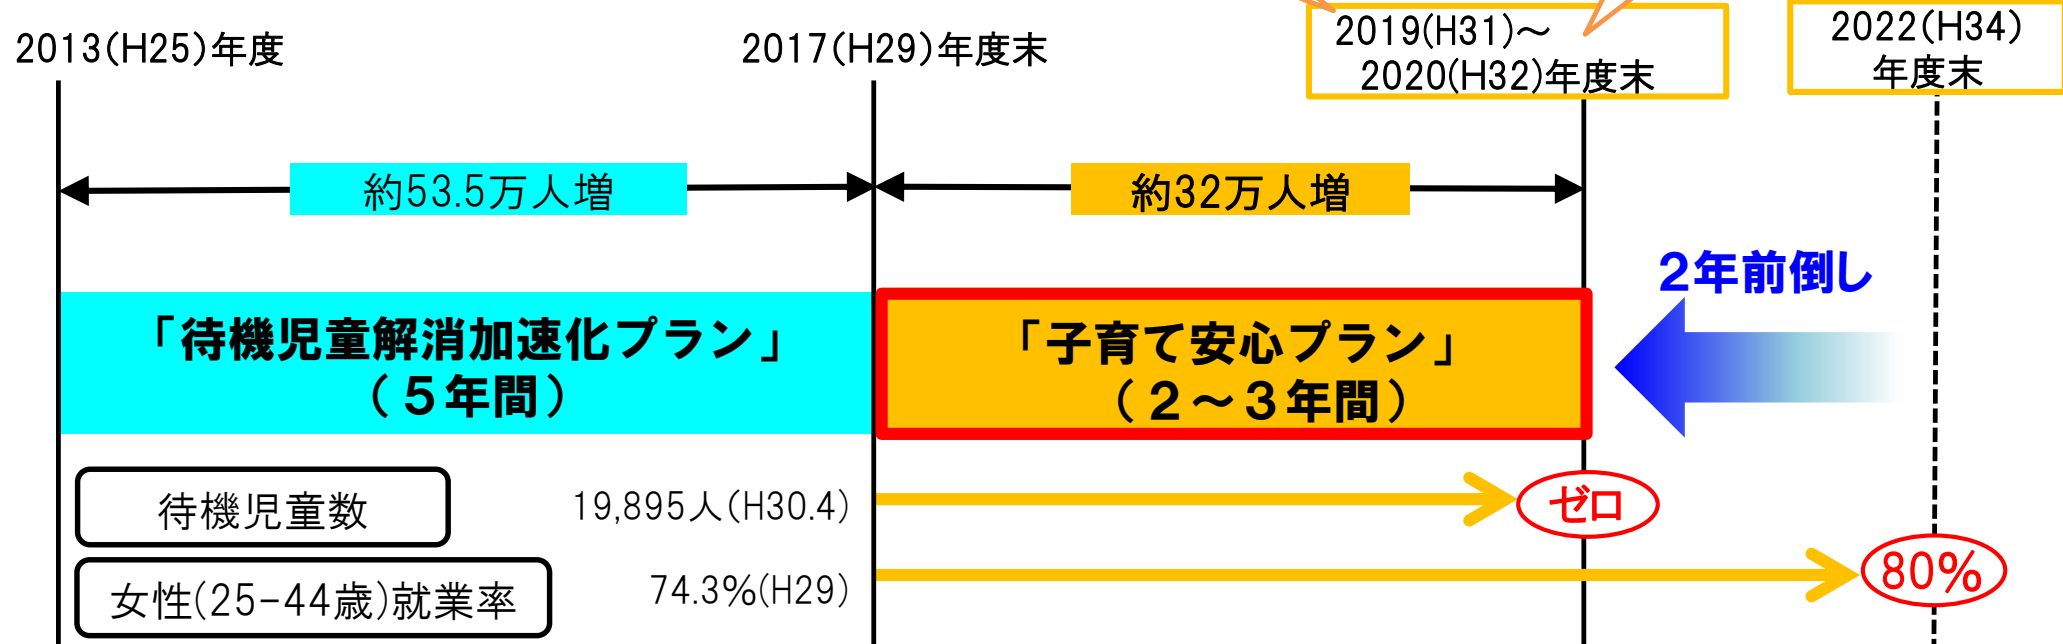 2013(H25)年度
2017(H29)年度末
2019(H31)～
2020(H32)年度末
2022(H34)
年度末
約53.5万人増
約32万人増
2年前倒し
「待機児童解消加速化プラン」
(5年間)
「子育て安心プラン」
(2～3年間)
待機児童数
19,895人(H30.4)
ゼロ
女性(25-44歳)就業率
74.3%(H29)
80%